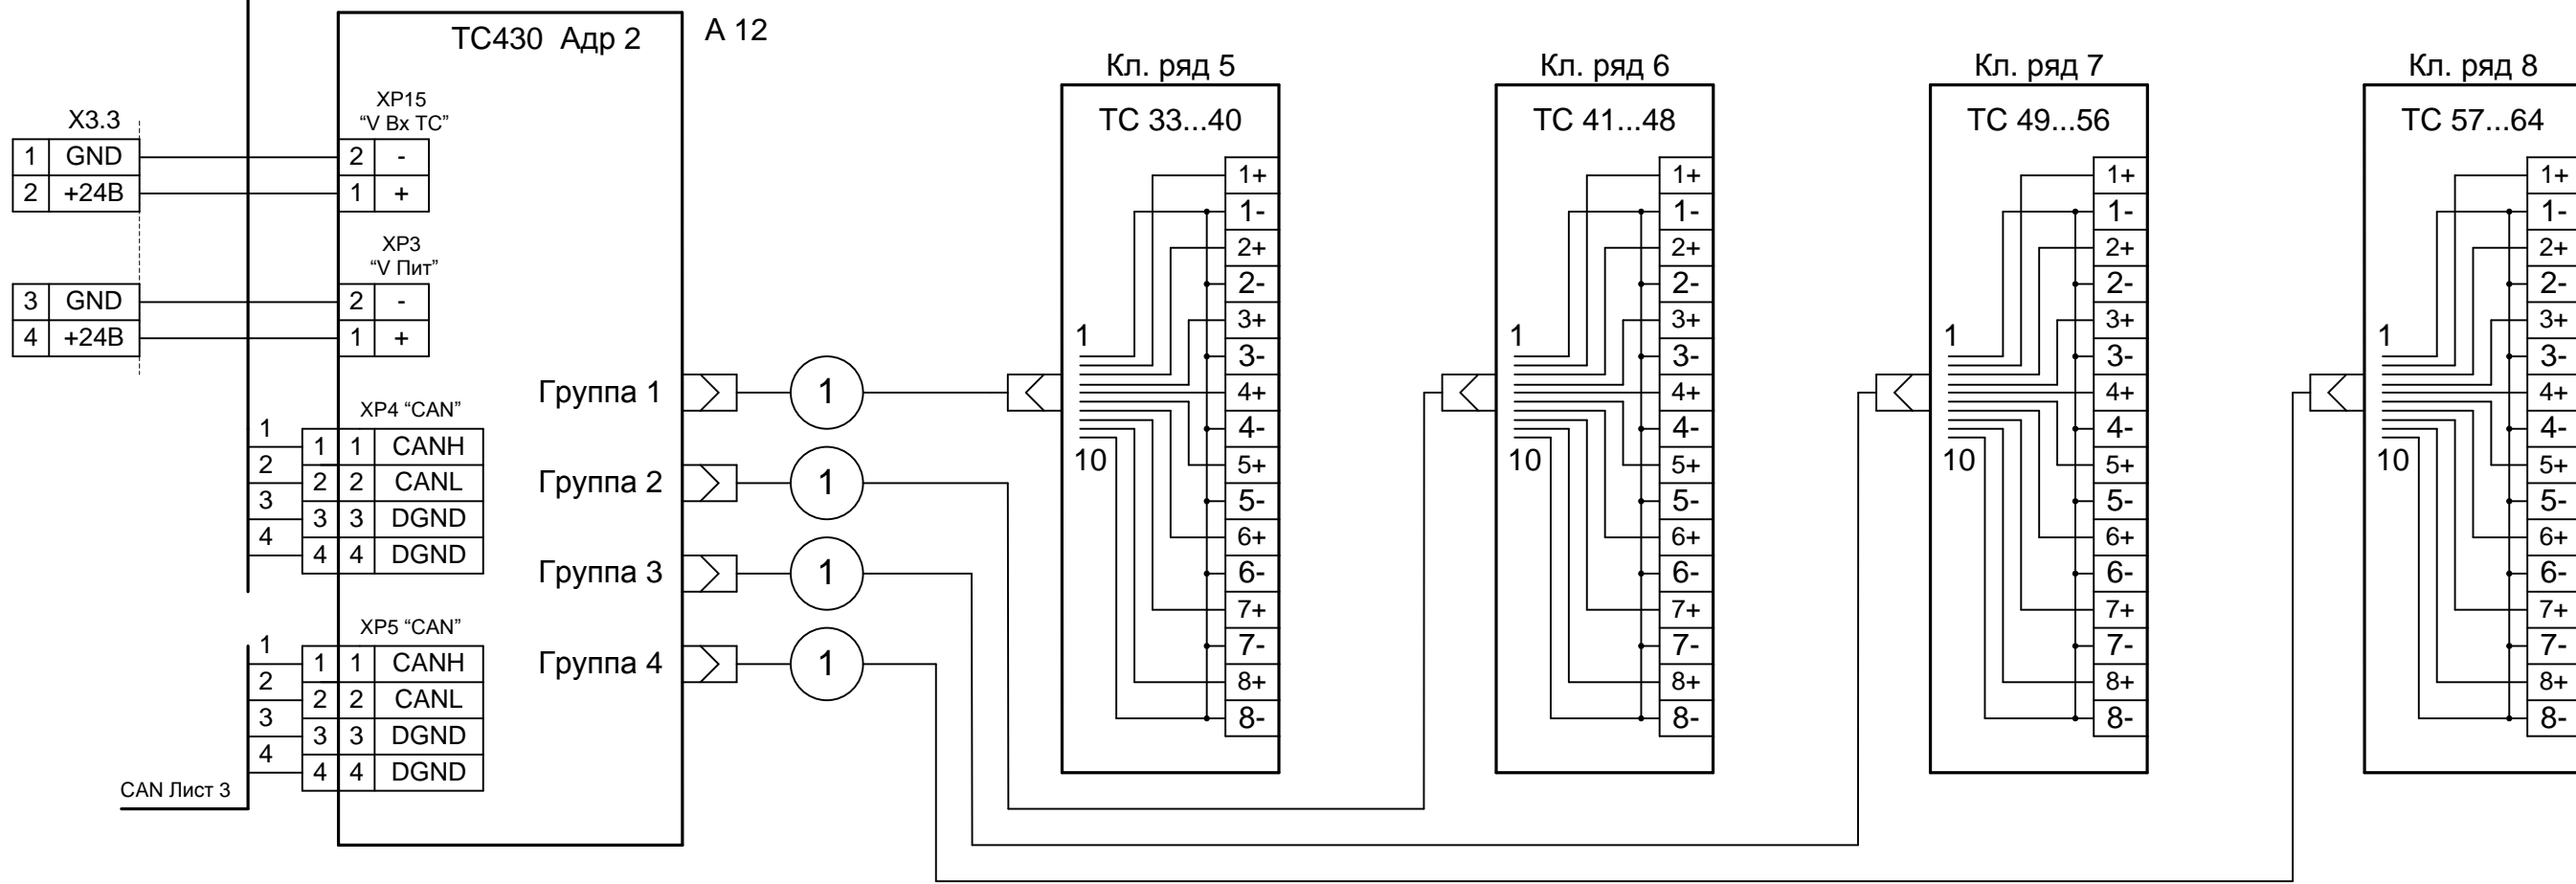 ТС430 Адр 2
А 12
Х3.3
1 GND
2 +24В
3 GND
4 +24В
ХР15
“V Вх ТС”
2 -
1 +
ХР3
“V Пит”
2 -
1 +
ХР4 “CAN”
1 1 1 CANH
2 2 2 CANL
3 3 3 DGND
4 4 4 DGND
ХР5 “CAN”
1 1 1 CANH
2 2 2 CANL
3 3 3 DGND
4 4 4 DGND
CAN Лист 3
Группа 1 1
Группа 2 1
Группа 3 1
Группа 4 1
Кл. ряд 5
ТС 33...40
1
10
1+
1-
2+
2-
3+
3-
4+
4-
5+
5-
6+
6-
7+
7-
8+
8-
Кл. ряд 6
ТС 41...48
1
10
1+
1-
2+
2-
3+
3-
4+
4-
5+
5-
6+
6-
7+
7-
8+
8-
Кл. ряд 7
ТС 49...56
1
10
1+
1-
2+
2-
3+
3-
4+
4-
5+
5-
6+
6-
7+
7-
8+
8-
Кл. ряд 8
ТС 57...64
1
10
1+
1-
2+
2-
3+
3-
4+
4-
5+
5-
6+
6-
7+
7-
8+
8-